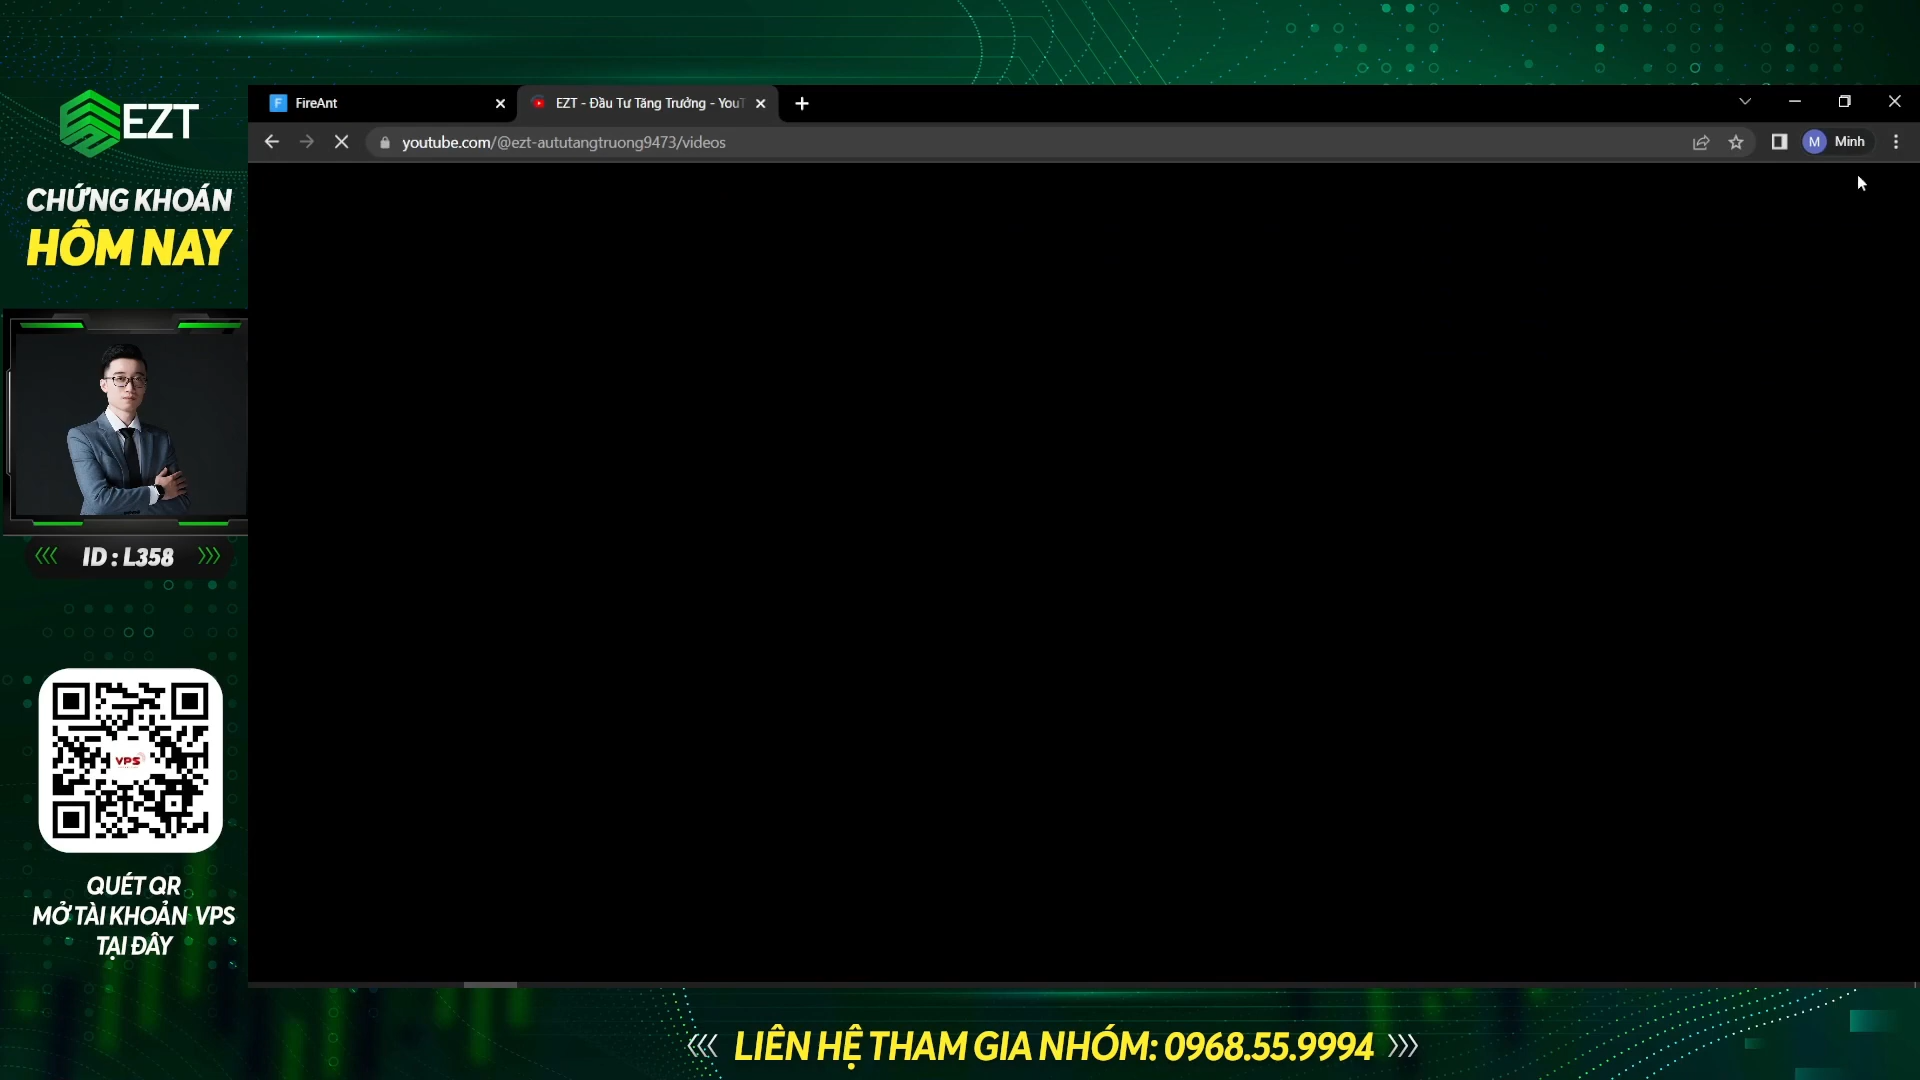 EZT
CHỨNG KHOÁN
HÔM NAY
ID : L358
VPS
QUÉT QR
MỞ TÀI KHOẢN VPS
TẠI ĐÂY
FireAnt
EZT - Đầu Tư Tăng Trưởng - YouT
youtube.com/@ezt-aututangtruong9473/videos
M Minh
LIÊN HỆ THAM GIA NHÓM: 0968.55.9994